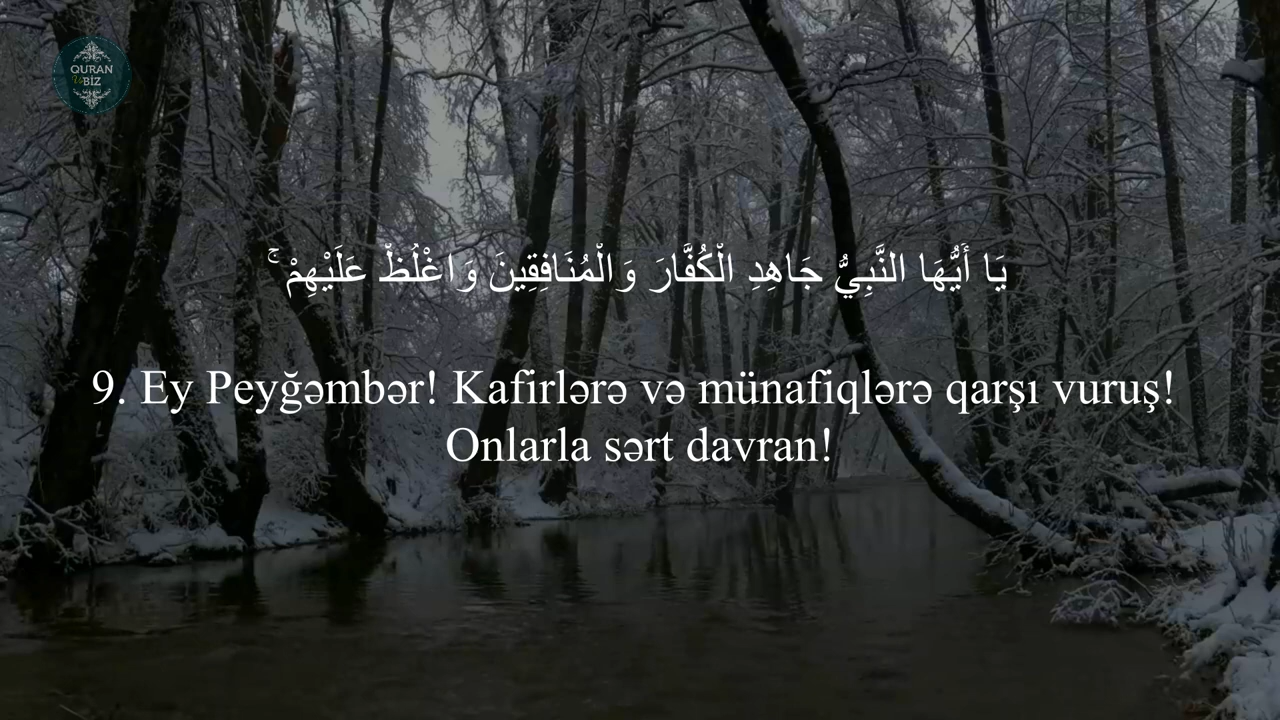 QURAN
Və BİZ
يَا أَيُّهَا النَّبِيُّ جَاهِدِ الْكُفَّارَ وَالْمُنَافِقِينَ وَاغْلُظْ عَلَيْهِمْ ۚ
9. Ey Peyğəmbər! Kafirlərə və münafiqlərə qarşı vuruş!
Onlarla sərt davran!